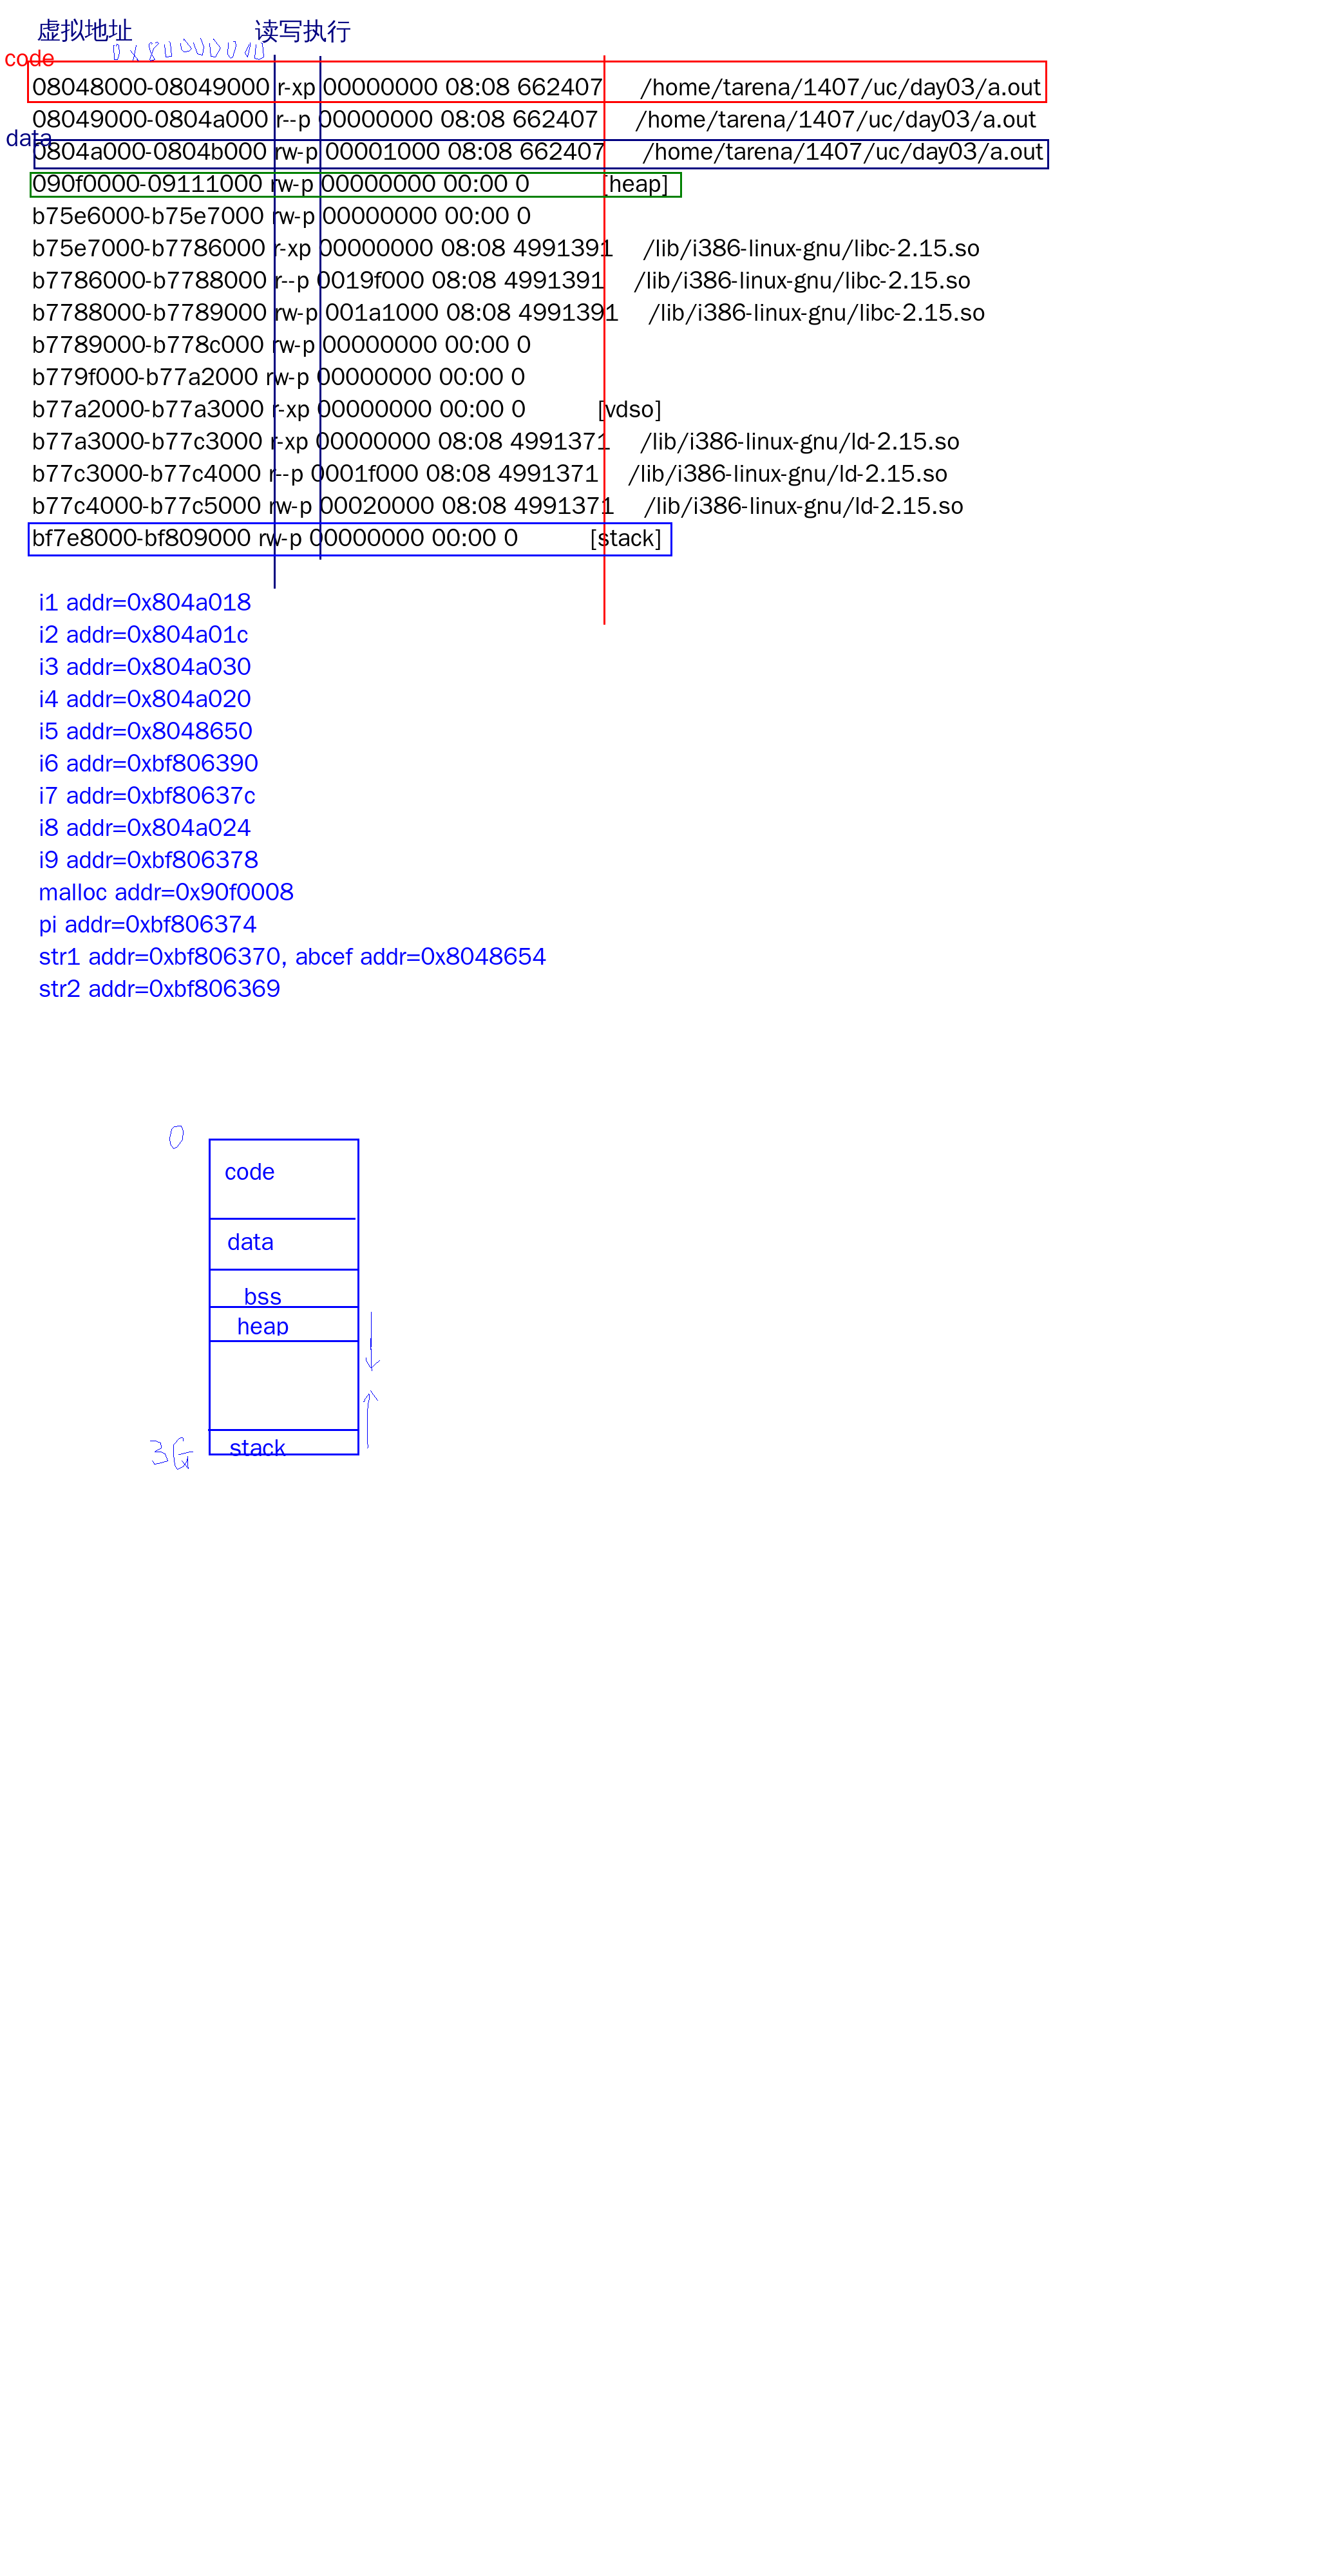 虚拟地址 读写执行
code
08048000-08049000 r-xp 00000000 08:08 662407 /home/tarena/1407/uc/day03/a.out
08049000-0804a000 r--p 00000000 08:08 662407 /home/tarena/1407/uc/day03/a.out
data
0804a000-0804b000 rw-p 00001000 08:08 662407 /home/tarena/1407/uc/day03/a.out
090f0000-09111000 rw-p 00000000 00:00 0 [heap]
b75e6000-b75e7000 rw-p 00000000 00:00 0
b75e7000-b7786000 r-xp 00000000 08:08 4991391 /lib/i386-linux-gnu/libc-2.15.so
b7786000-b7788000 r--p 0019f000 08:08 4991391 /lib/i386-linux-gnu/libc-2.15.so
b7788000-b7789000 rw-p 001a1000 08:08 4991391 /lib/i386-linux-gnu/libc-2.15.so
b7789000-b778c000 rw-p 00000000 00:00 0
b779f000-b77a2000 rw-p 00000000 00:00 0
b77a2000-b77a3000 r-xp 00000000 00:00 0 [vdso]
b77a3000-b77c3000 r-xp 00000000 08:08 4991371 /lib/i386-linux-gnu/ld-2.15.so
b77c3000-b77c4000 r--p 0001f000 08:08 4991371 /lib/i386-linux-gnu/ld-2.15.so
b77c4000-b77c5000 rw-p 00020000 08:08 4991371 /lib/i386-linux-gnu/ld-2.15.so
bf7e8000-bf809000 rw-p 00000000 00:00 0 [stack]
i1 addr=0x804a018
i2 addr=0x804a01c
i3 addr=0x804a030
i4 addr=0x804a020
i5 addr=0x8048650
i6 addr=0xbf806390
i7 addr=0xbf80637c
i8 addr=0x804a024
i9 addr=0xbf806378
malloc addr=0x90f0008
pi addr=0xbf806374
str1 addr=0xbf806370, abcef addr=0x8048654
str2 addr=0xbf806369
0
code
data
bss
heap
3G
stack